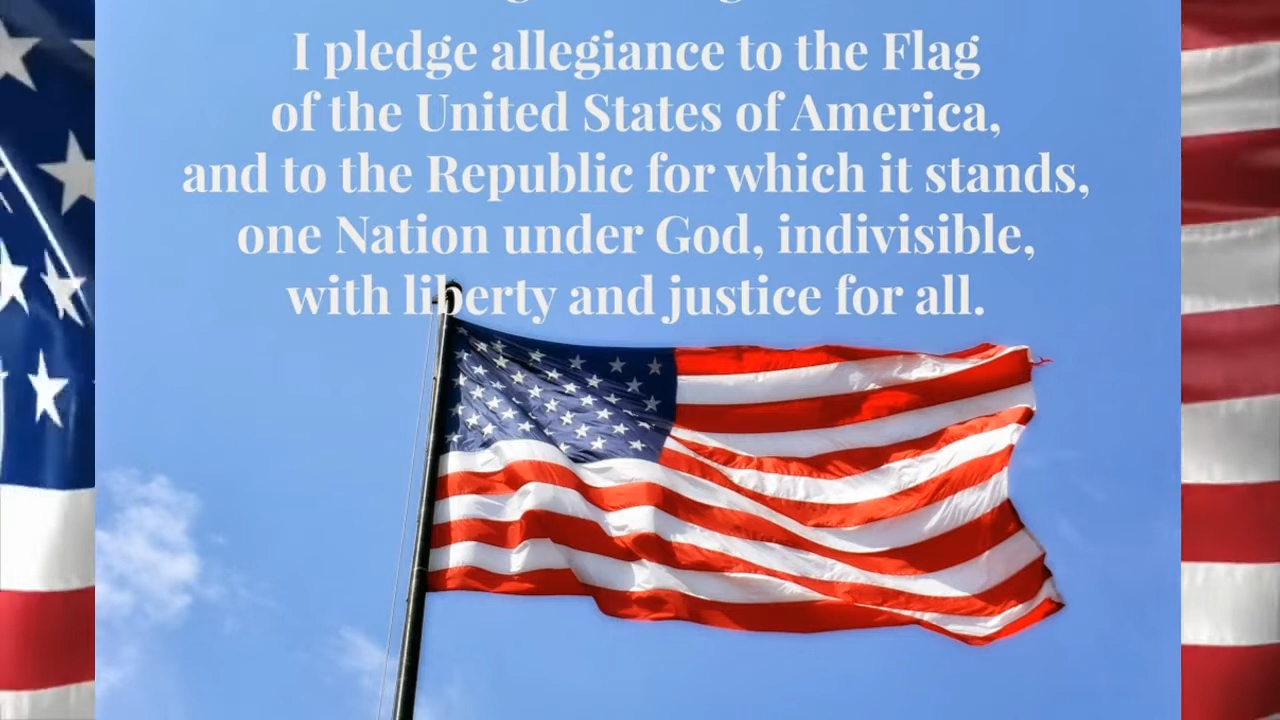 I pledge allegiance to the Flag
of the United States of America,
and to the Republic for which it stands,
one Nation under God, indivisible,
with liberty and justice for all.